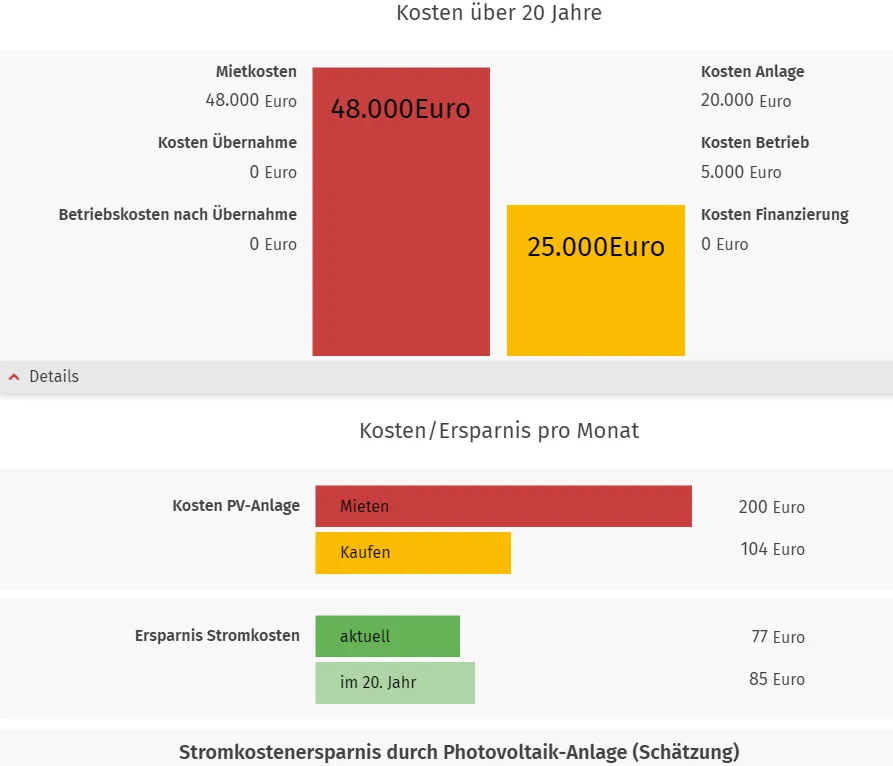 Kosten über 20 Jahre
Mietkosten
48.000 Euro
Kosten Übernahme
0 Euro
Betriebskosten nach Übernahme
0 Euro
48.000Euro
25.000Euro
Kosten Anlage
20.000 Euro
Kosten Betrieb
5.000 Euro
Kosten Finanzierung
0 Euro
Details
Kosten/Ersparnis pro Monat
Kosten PV-Anlage
Mieten
200 Euro
Kaufen
104 Euro
Ersparnis Stromkosten
aktuell
77 Euro
im 20. Jahr
85 Euro
Stromkostenersparnis durch Photovoltaik-Anlage (Schätzung)